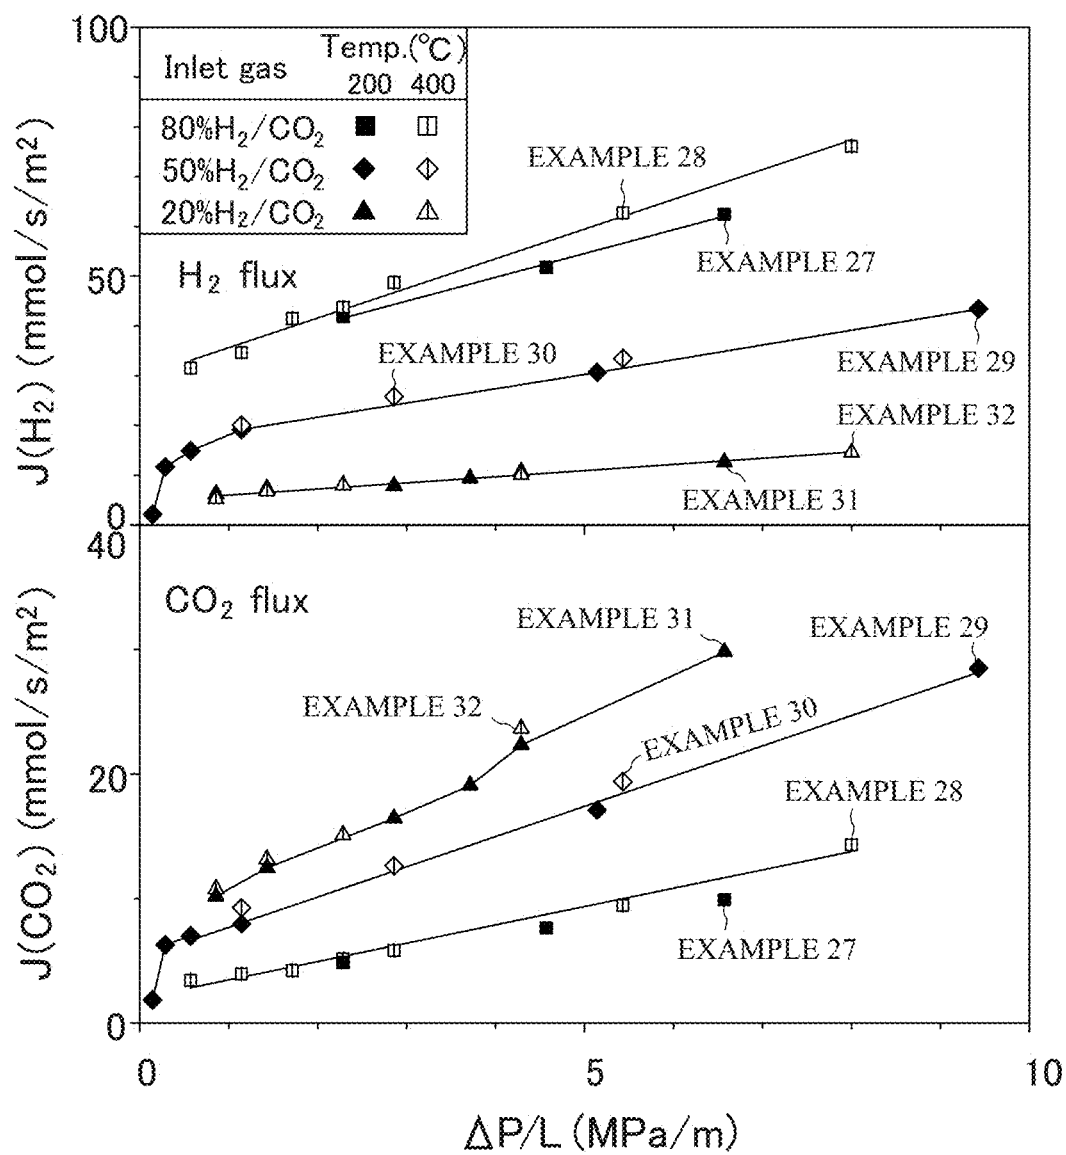 100
Temp.(°C)
Inlet gas 200 400
80%H₂/CO₂
50%H₂/CO₂
20%H₂/CO₂
H₂ flux
EXAMPLE 28
EXAMPLE 27
50
EXAMPLE 30
EXAMPLE 29
EXAMPLE 32
EXAMPLE 31
0
J(H₂) (mmol/s/m²)
40
CO₂ flux
EXAMPLE 31
EXAMPLE 29
EXAMPLE 32
EXAMPLE 30
20
EXAMPLE 28
EXAMPLE 27
0
J(CO₂) (mmol/s/m²)
0 5 10
ΔP/L (MPa/m)